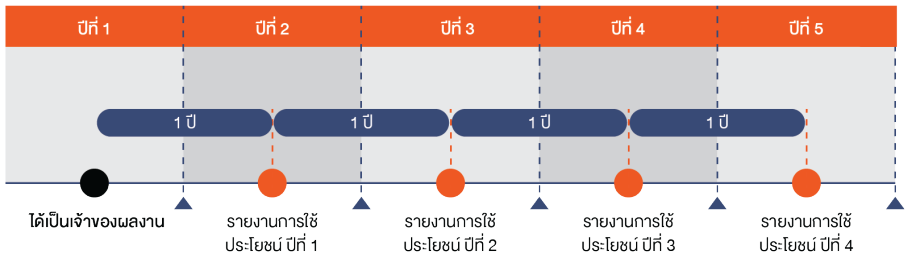 ปีที่ 1
ปีที่ 2
ปีที่ 3
ปีที่ 4
ปีที่ 5
1 ปี
1 ปี
1 ปี
1 ปี
ได้เป็นเจ้าของผลงาน
รายงานการใช้
ประโยชน์ ปีที่ 1
รายงานการใช้
ประโยชน์ ปีที่ 2
รายงานการใช้
ประโยชน์ ปีที่ 3
รายงานการใช้
ประโยชน์ ปีที่ 4